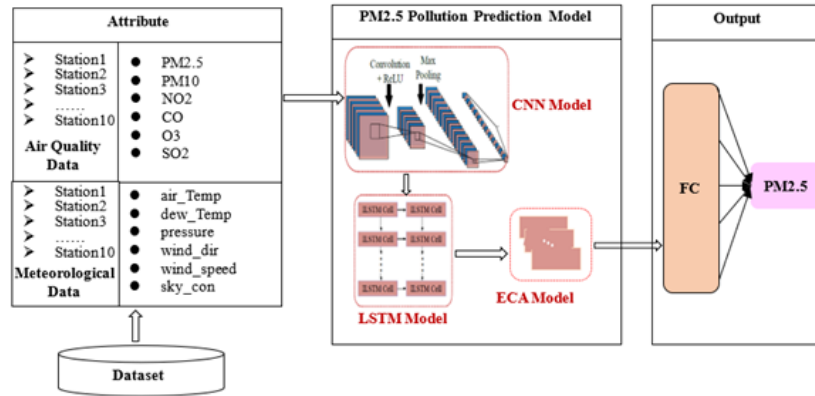 Attribute
Station1
Station2
Station3
......
Station10
Air Quality
Data
PM2.5
PM10
NO2
CO
O3
SO2
Station1
Station2
Station3
......
Station10
Meteorological
Data
air_Temp
dew_Temp
pressure
wind_dir
wind_speed
sky_con
Dataset
PM2.5 Pollution Prediction Model
Convolution
+ ReLU
Max
Pooling
CNN Model
LSTM Cell LSTM Cell
LSTM Cell LSTM Cell
LSTM Cell LSTM Cell
LSTM Model
ECA Model
Output
FC
PM2.5